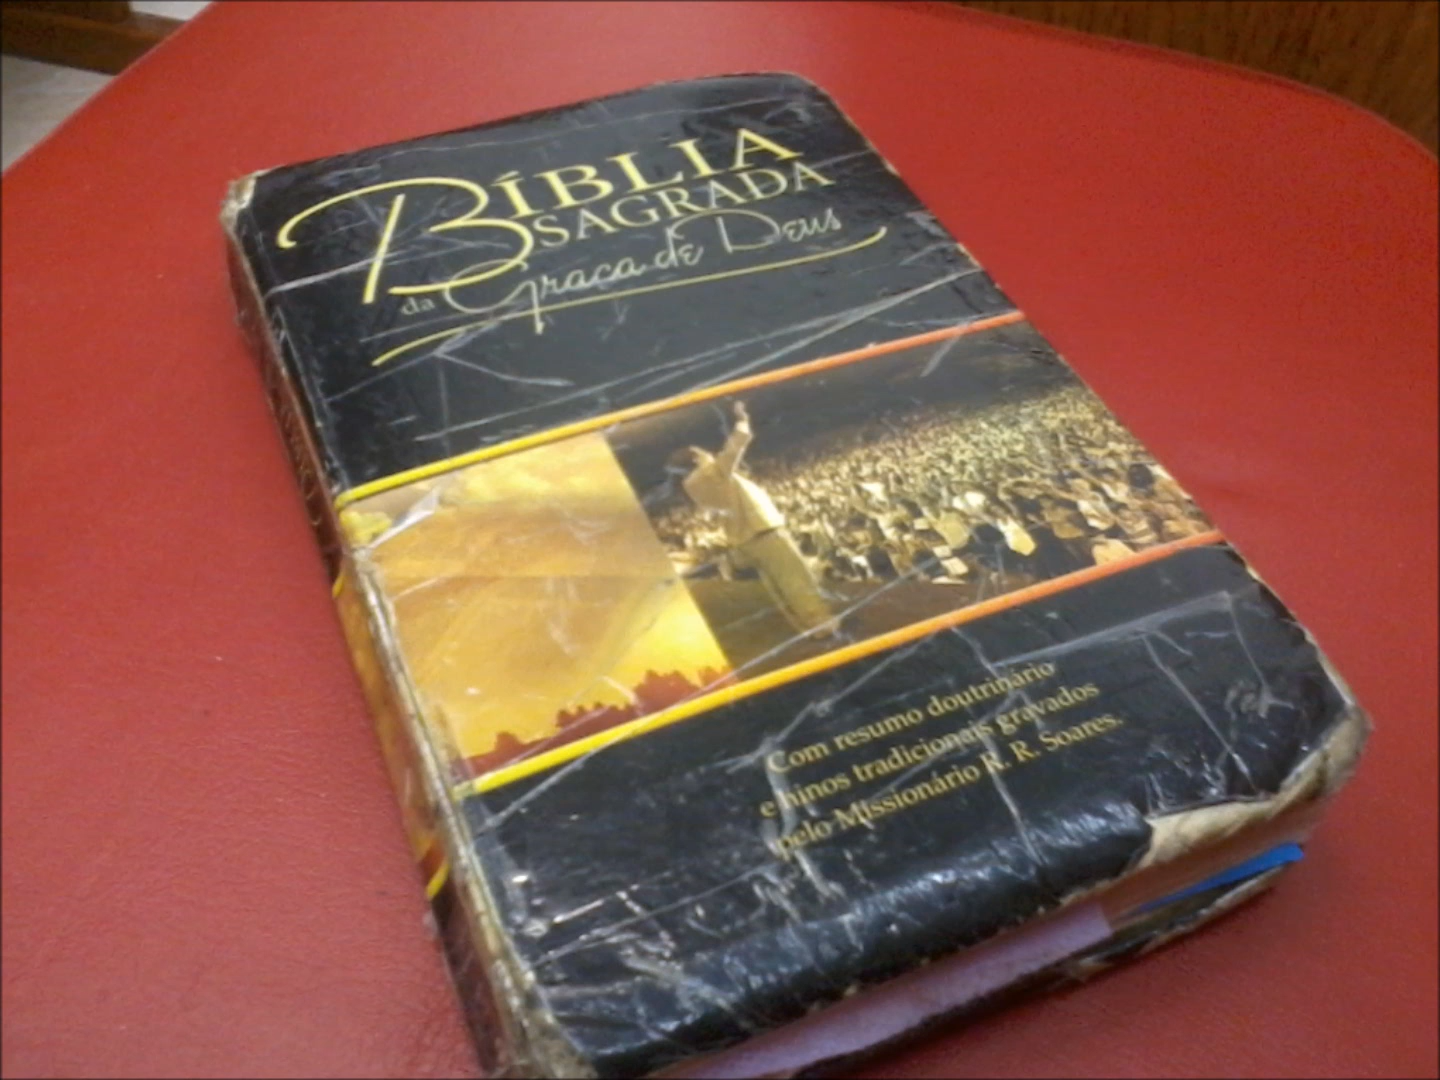 BÍBLIA
SAGRADA
da Graça de Deus
Com resumo doutrinário
e hinos tradicionais gravados
pelo Missionário R. R. Soares.